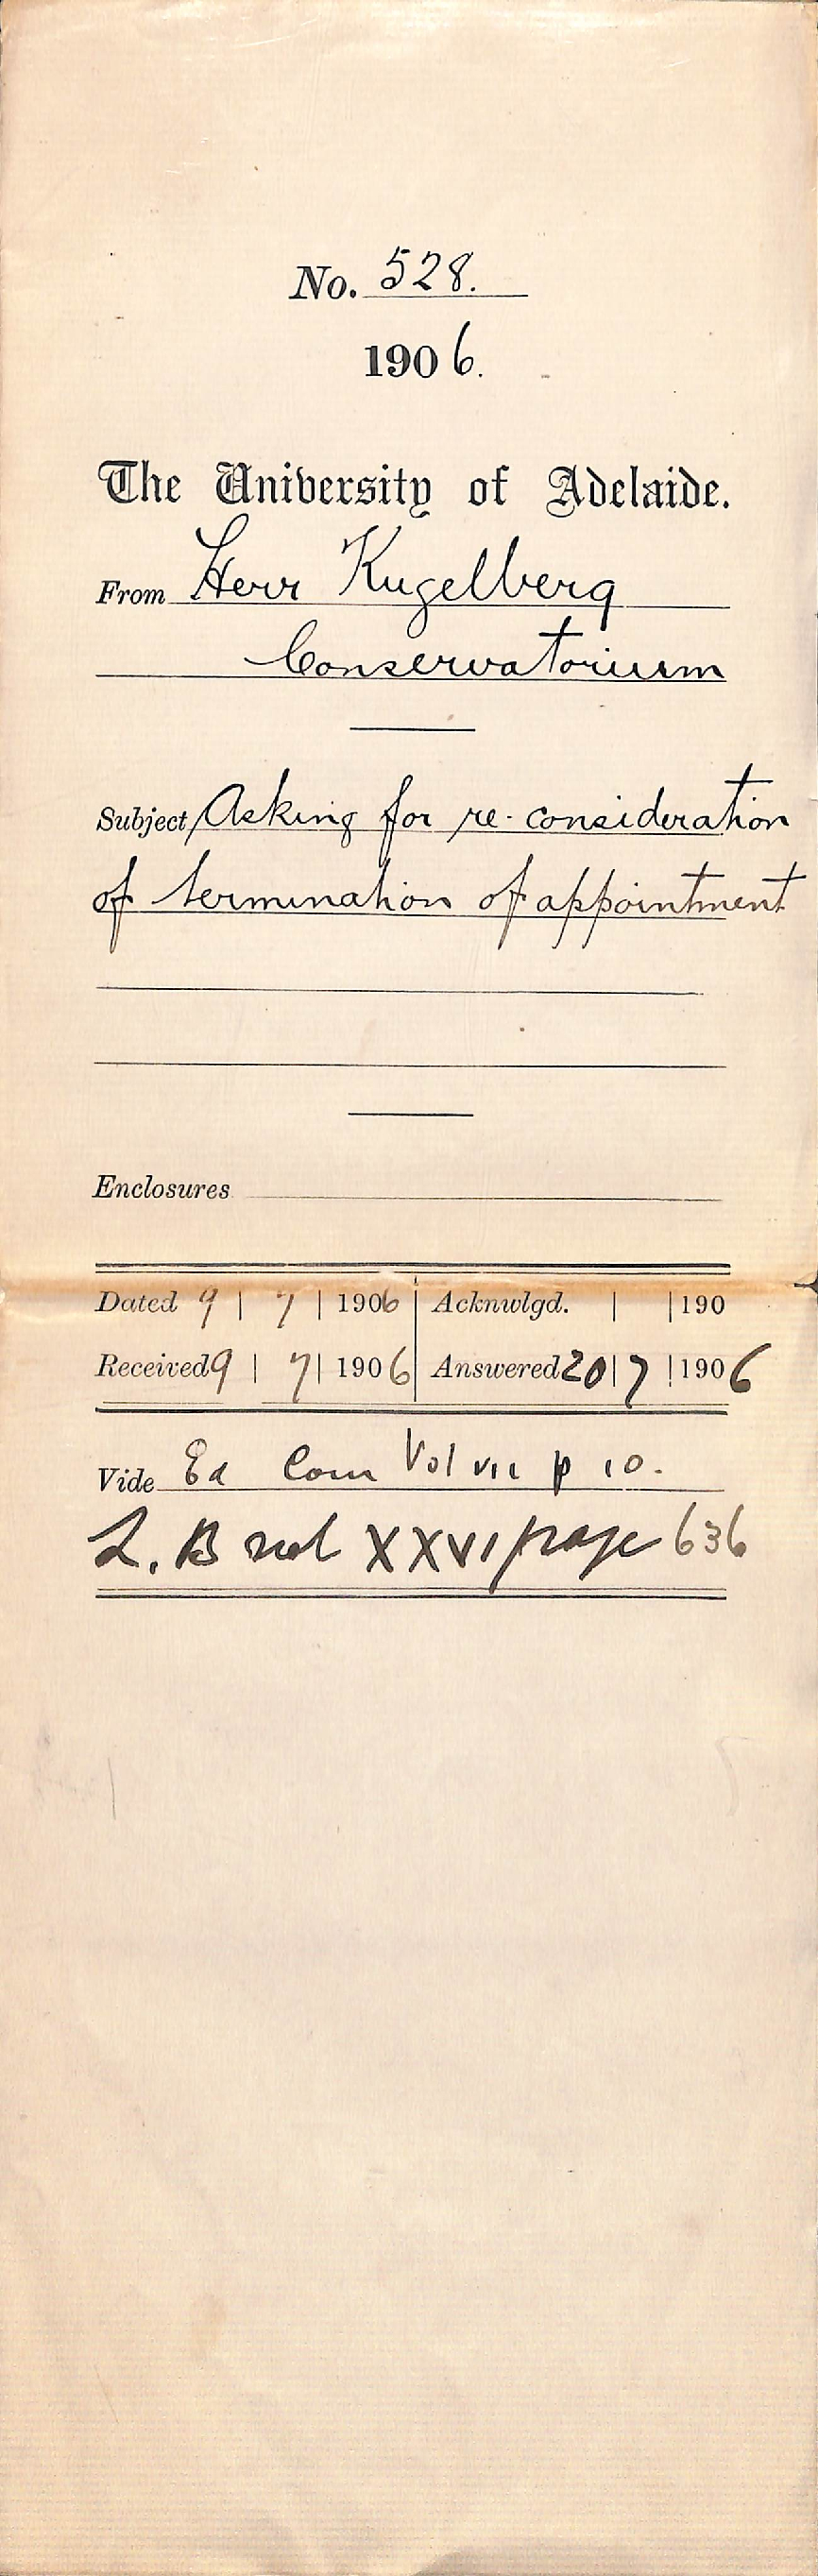 No. 528.
1906.
The University of Adelaide.
From Herr Kugelberg
Conservatorium
Subject Asking for re-consideration
of termination of appointment
Enclosures
Dated 9 | 7 | 1906 | Acknwlgd. | | 190
Received 9 | 7 | 1906 | Answered 20 | 7 | 1906
Vide Ed Com Vol VII p 10.
L. B vol XXVI page 636